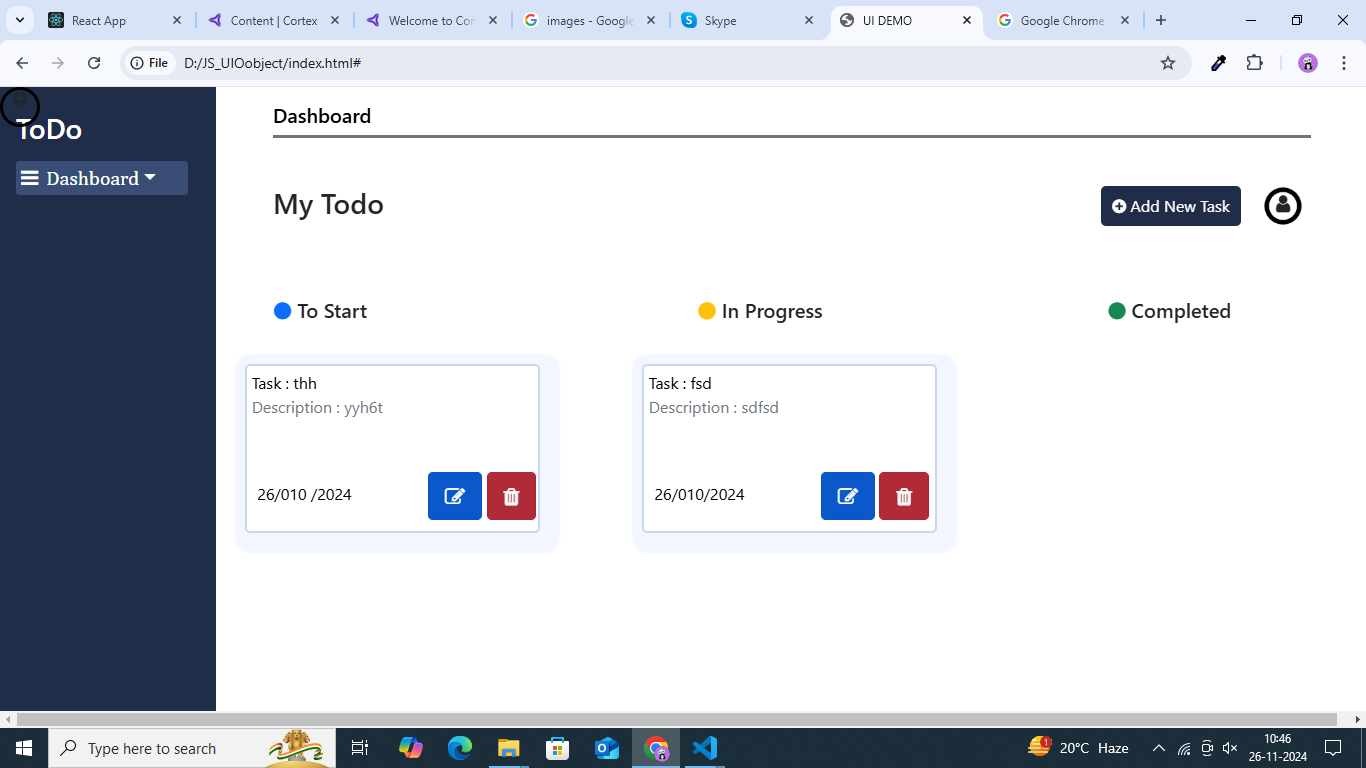 React App
Content | Cortex
Welcome to Cor
images - Google
Skype
UI DEMO
Google Chrome
File
D:/JS_UIOobject/index.html#
ToDo
Dashboard
Dashboard
My Todo
Add New Task
To Start
In Progress
Completed
Task : thh
Description : yyh6t
26/010 /2024
Task : fsd
Description : sdfsd
26/010/2024
Type here to search
1
20°C Haze
10:46
26-11-2024